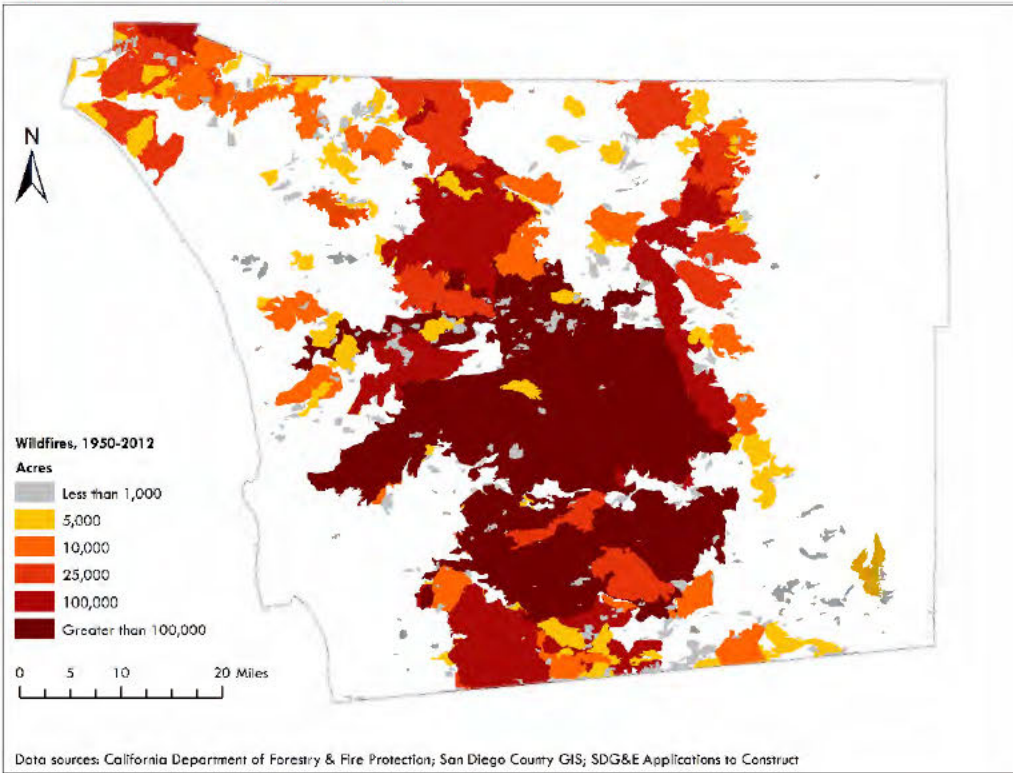 N
Wildfires, 1950-2012
Acres
Less than 1,000
5,000
10,000
25,000
100,000
Greater than 100,000
0 5 10 20 Miles
Data sources: California Department of Forestry & Fire Protection; San Diego County GIS; SDG&E Applications to Construct